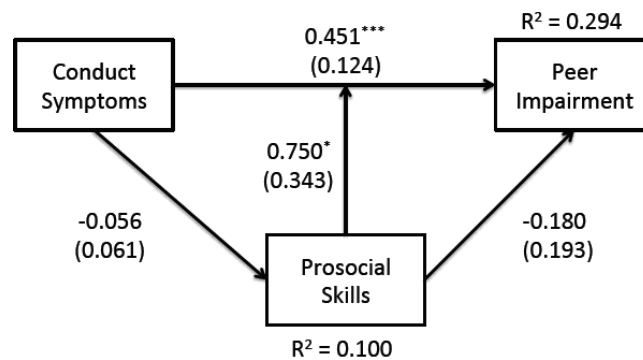 R² = 0.294
0.451***
(0.124)
Conduct
Symptoms
Peer
Impairment
0.750*
(0.343)
-0.056
(0.061)
-0.180
(0.193)
Prosocial
Skills
R² = 0.100